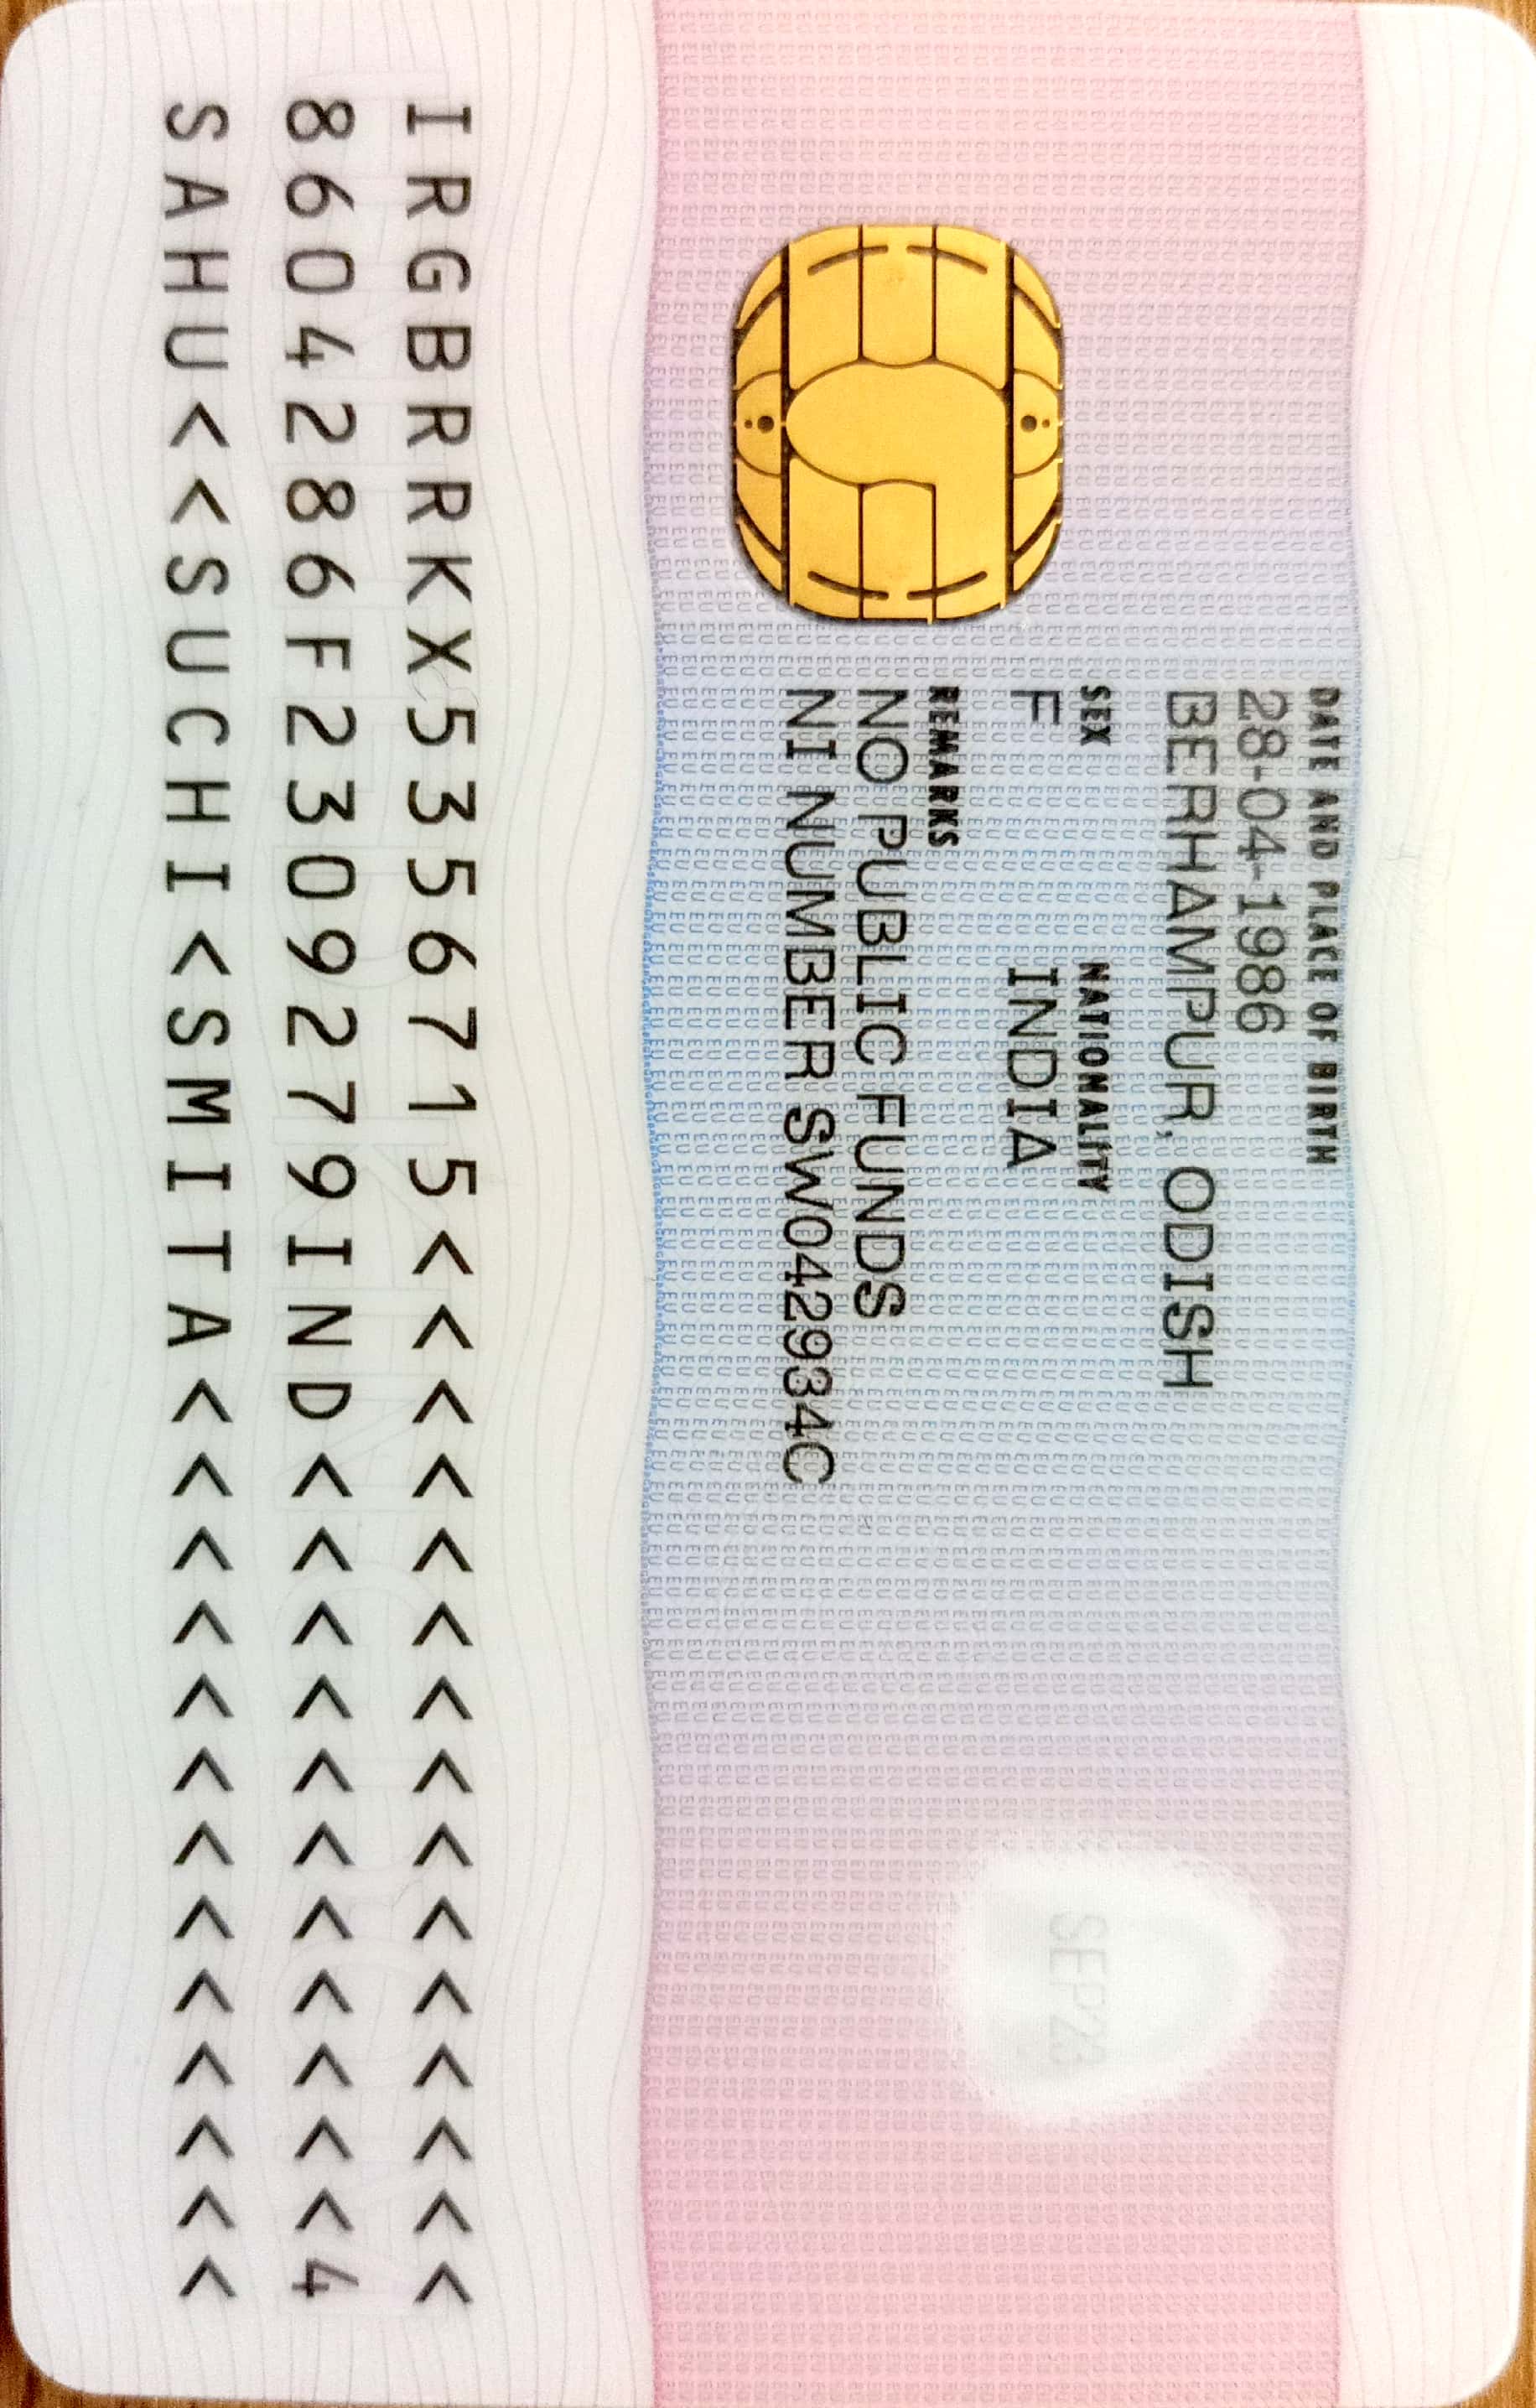 DATE AND PLACE OF BIRTH
28-04-1986
BERHAMPUR, ODISH
SEX NATIONALITY
F INDIA
SEP23
REMARKS
NO PUBLIC FUNDS
NI NUMBER SW042934C
IRGBRRKX5356715<<<<<<<<<<<<<<<
8604286F2309279IND<<<<<<<<<<<4
SAHU<<SUCHI<SMITA<<<<<<<<<<<<<